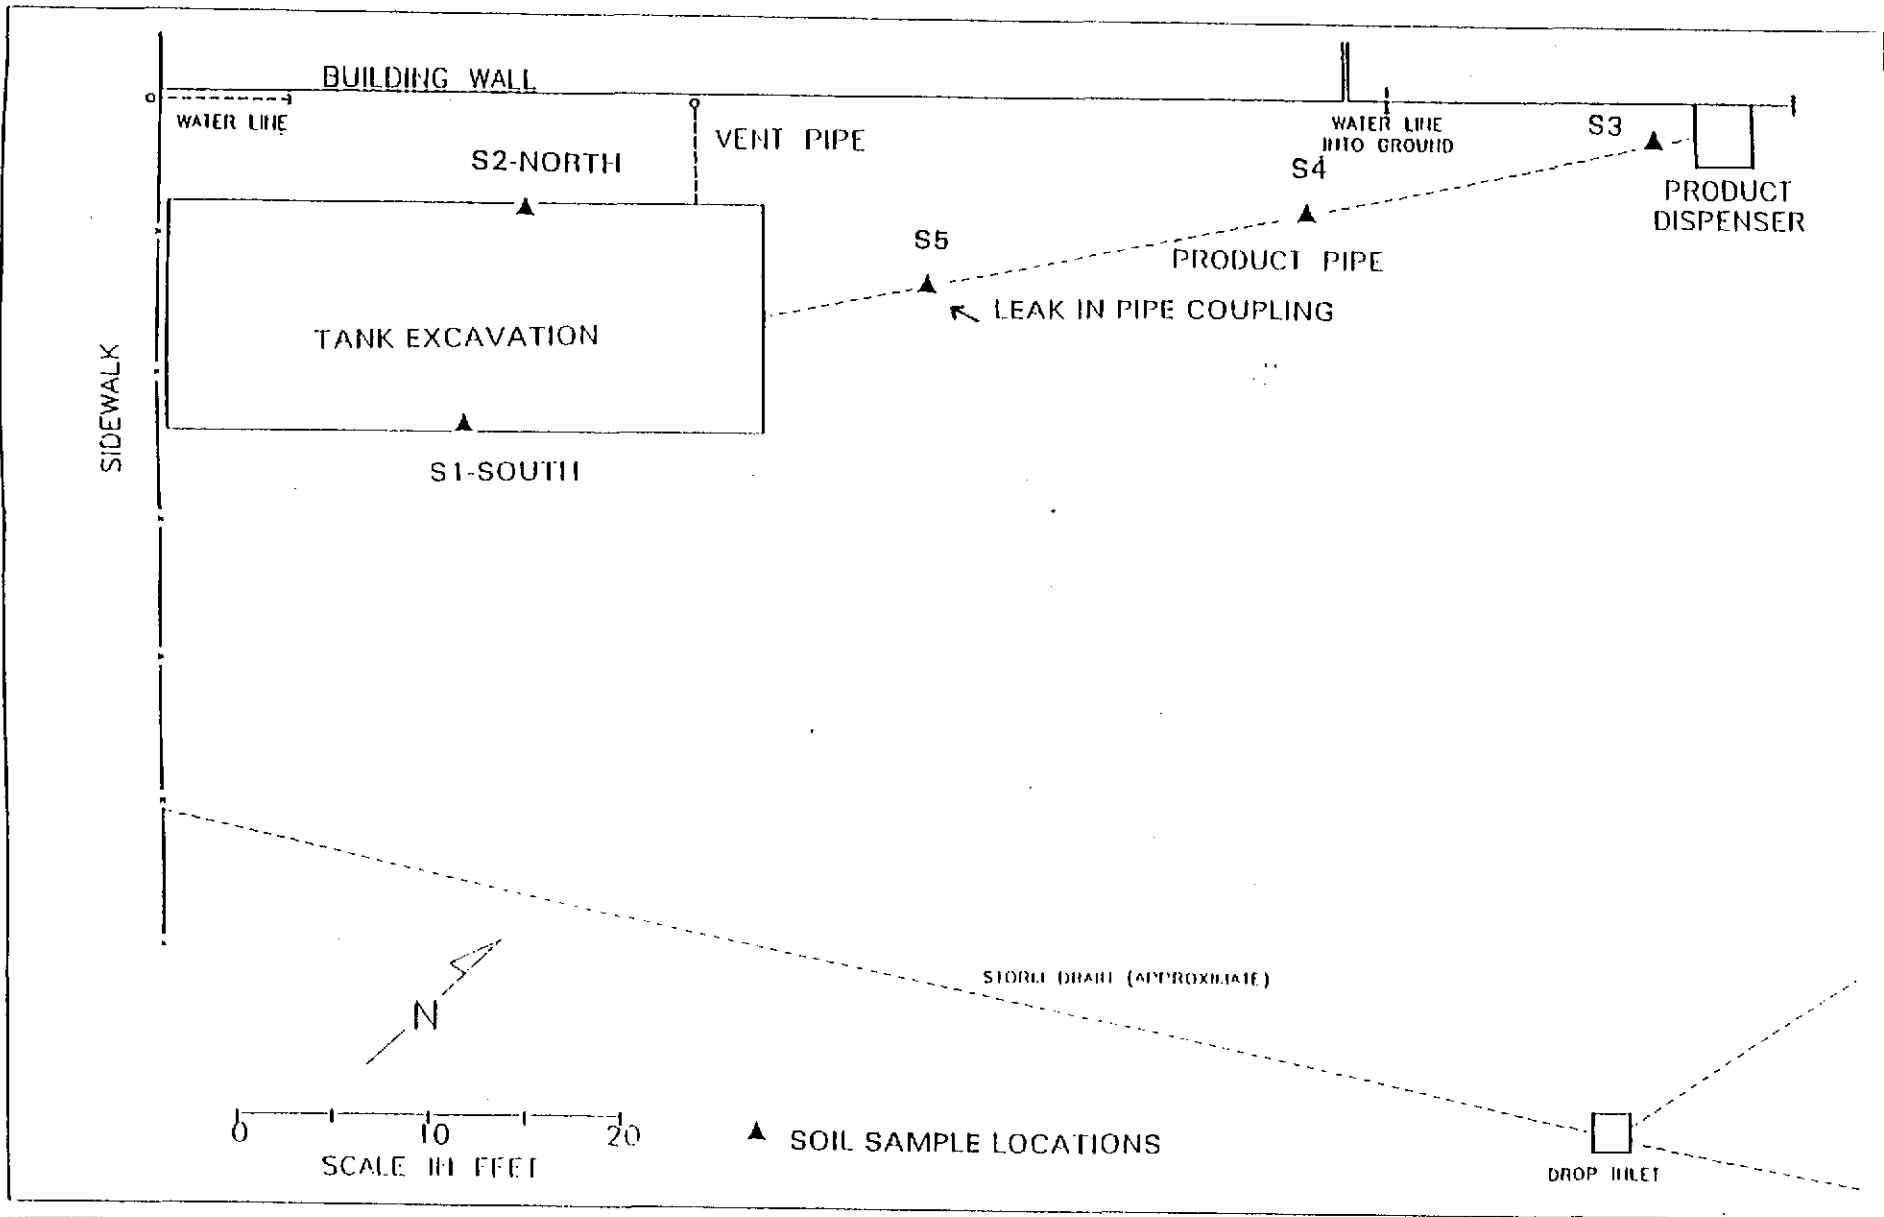 BUILDING WALL
WATER LINE
VENT PIPE
S2-NORTH
WATER LINE
INTO GROUND
S3
S4
PRODUCT
DISPENSER
S5
PRODUCT PIPE
LEAK IN PIPE COUPLING
TANK EXCAVATION
SIDEWALK
S1-SOUTH
STORM DRAIN (APPROXIMATE)
N
0 10 20
SCALE IN FEET
SOIL SAMPLE LOCATIONS
DROP INLET